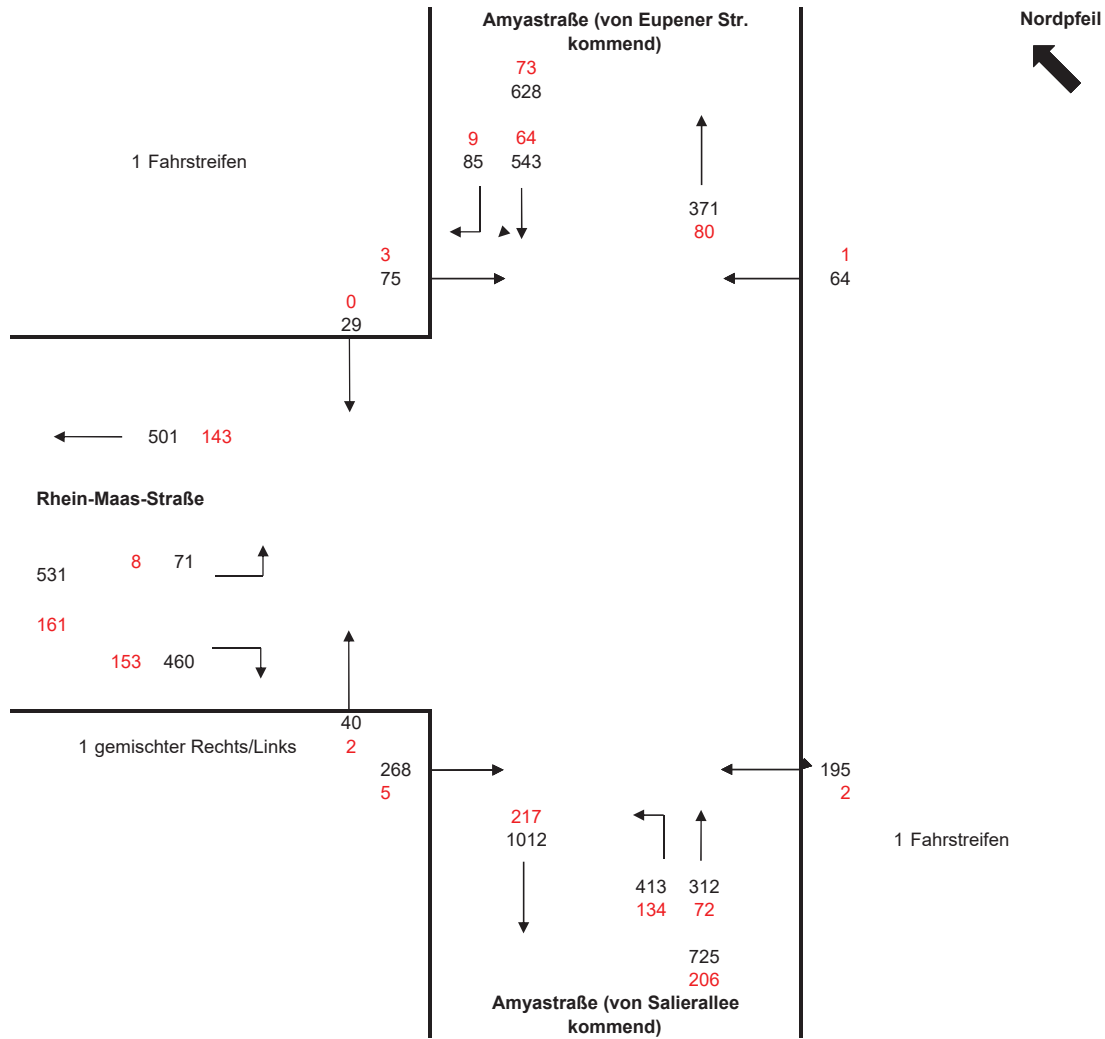 Amyastraße (von Eupener Str.
kommend)
Nordpfeil
73
628
9 64
1 Fahrstreifen 85 543
371
80
3 1
75 64
0
29
501 143
Rhein-Maas-Straße
8 71
531
161
153 460
40
1 gemischter Rechts/Links 2
268 195
5 2
217
1012 1 Fahrstreifen
413 312
134 72
725
206
Amyastraße (von Salierallee
kommend)